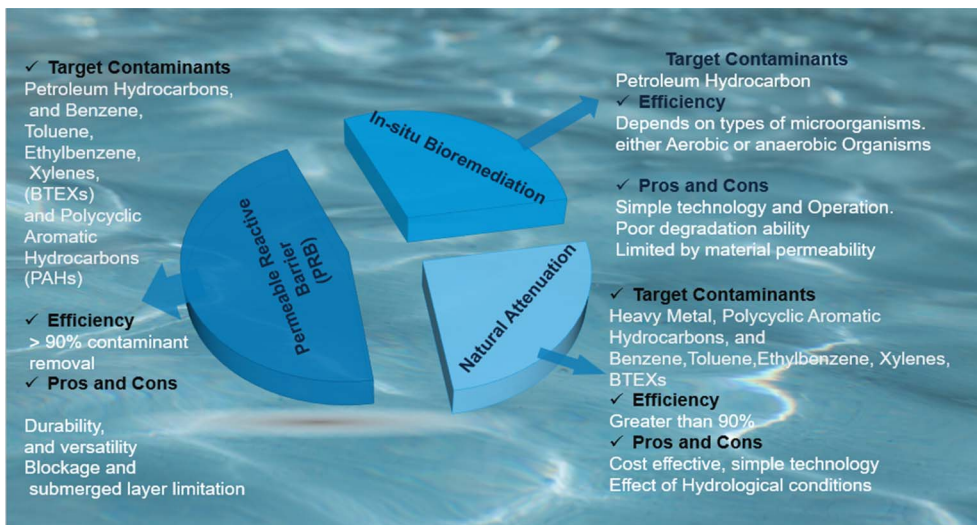 ✓ Target Contaminants
Petroleum Hydrocarbons,
and Benzene,
Toluene,
Ethylbenzene,
Xylenes,
(BTEXs)
and Polycyclic
Aromatic
Hydrocarbons
(PAHs)
✓ Efficiency
> 90% contaminant
removal
✓ Pros and Cons
Durability,
and versatility
Blockage and
submerged layer limitation
Permeable Reactive
Barrier
(PRB)
In-situ Bioremediation
Natural Attenuation
Target Contaminants
Petroleum Hydrocarbon
✓ Efficiency
Depends on types of microorganisms.
either Aerobic or anaerobic Organisms
✓ Pros and Cons
Simple technology and Operation.
Poor degradation ability
Limited by material permeability
✓ Target Contaminants
Heavy Metal, Polycyclic Aromatic
Hydrocarbons, and
Benzene,Toluene,Ethylbenzene, Xylenes,
BTEXs
✓ Efficiency
Greater than 90%
✓ Pros and Cons
Cost effective, simple technology
Effect of Hydrological conditions